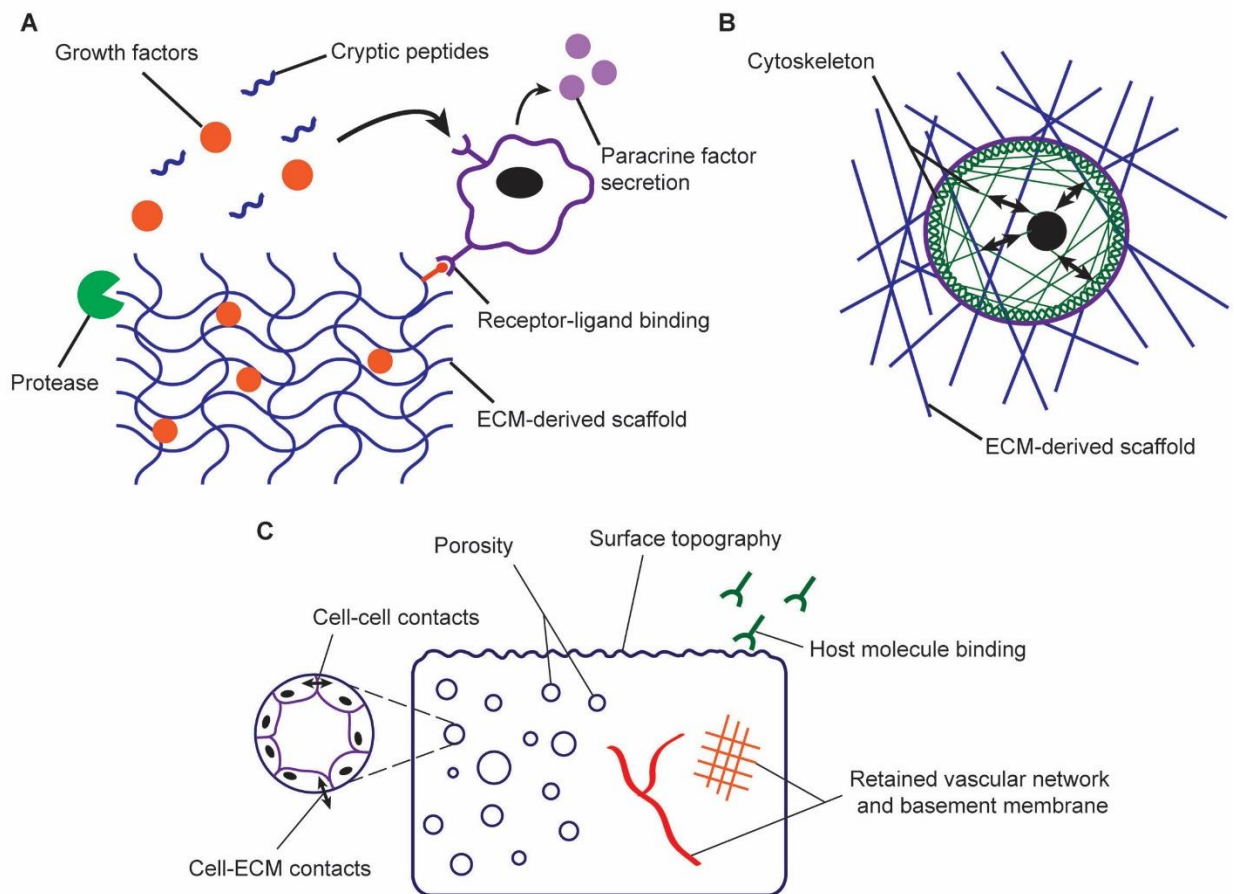 A
Growth factors
Cryptic peptides
Paracrine factor
secretion
Receptor-ligand binding
Protease
ECM-derived scaffold
B
Cytoskeleton
ECM-derived scaffold
C
Porosity
Surface topography
Cell-cell contacts
Host molecule binding
Retained vascular network
and basement membrane
Cell-ECM contacts